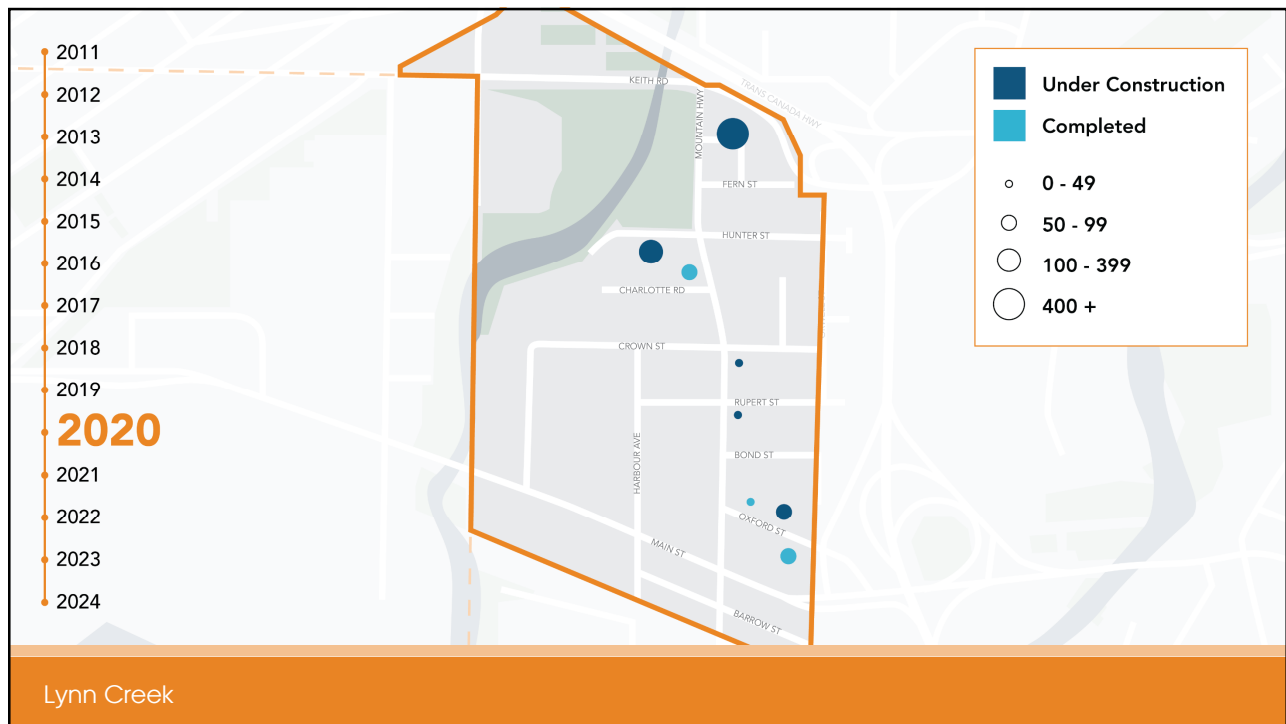 2011
2012
2013
2014
2015
2016
2017
2018
2019
2020
2021
2022
2023
2024
KEITH RD
TRANS CANADA HWY
MOUNTAIN HWY
FERN ST
HUNTER ST
CHARLOTTE RD
CROWN ST
RUPERT ST
HARBOUR AVE
BOND ST
OXFORD ST
MAIN ST
BARROW ST
Under Construction
Completed
0 - 49
50 - 99
100 - 399
400 +
Lynn Creek